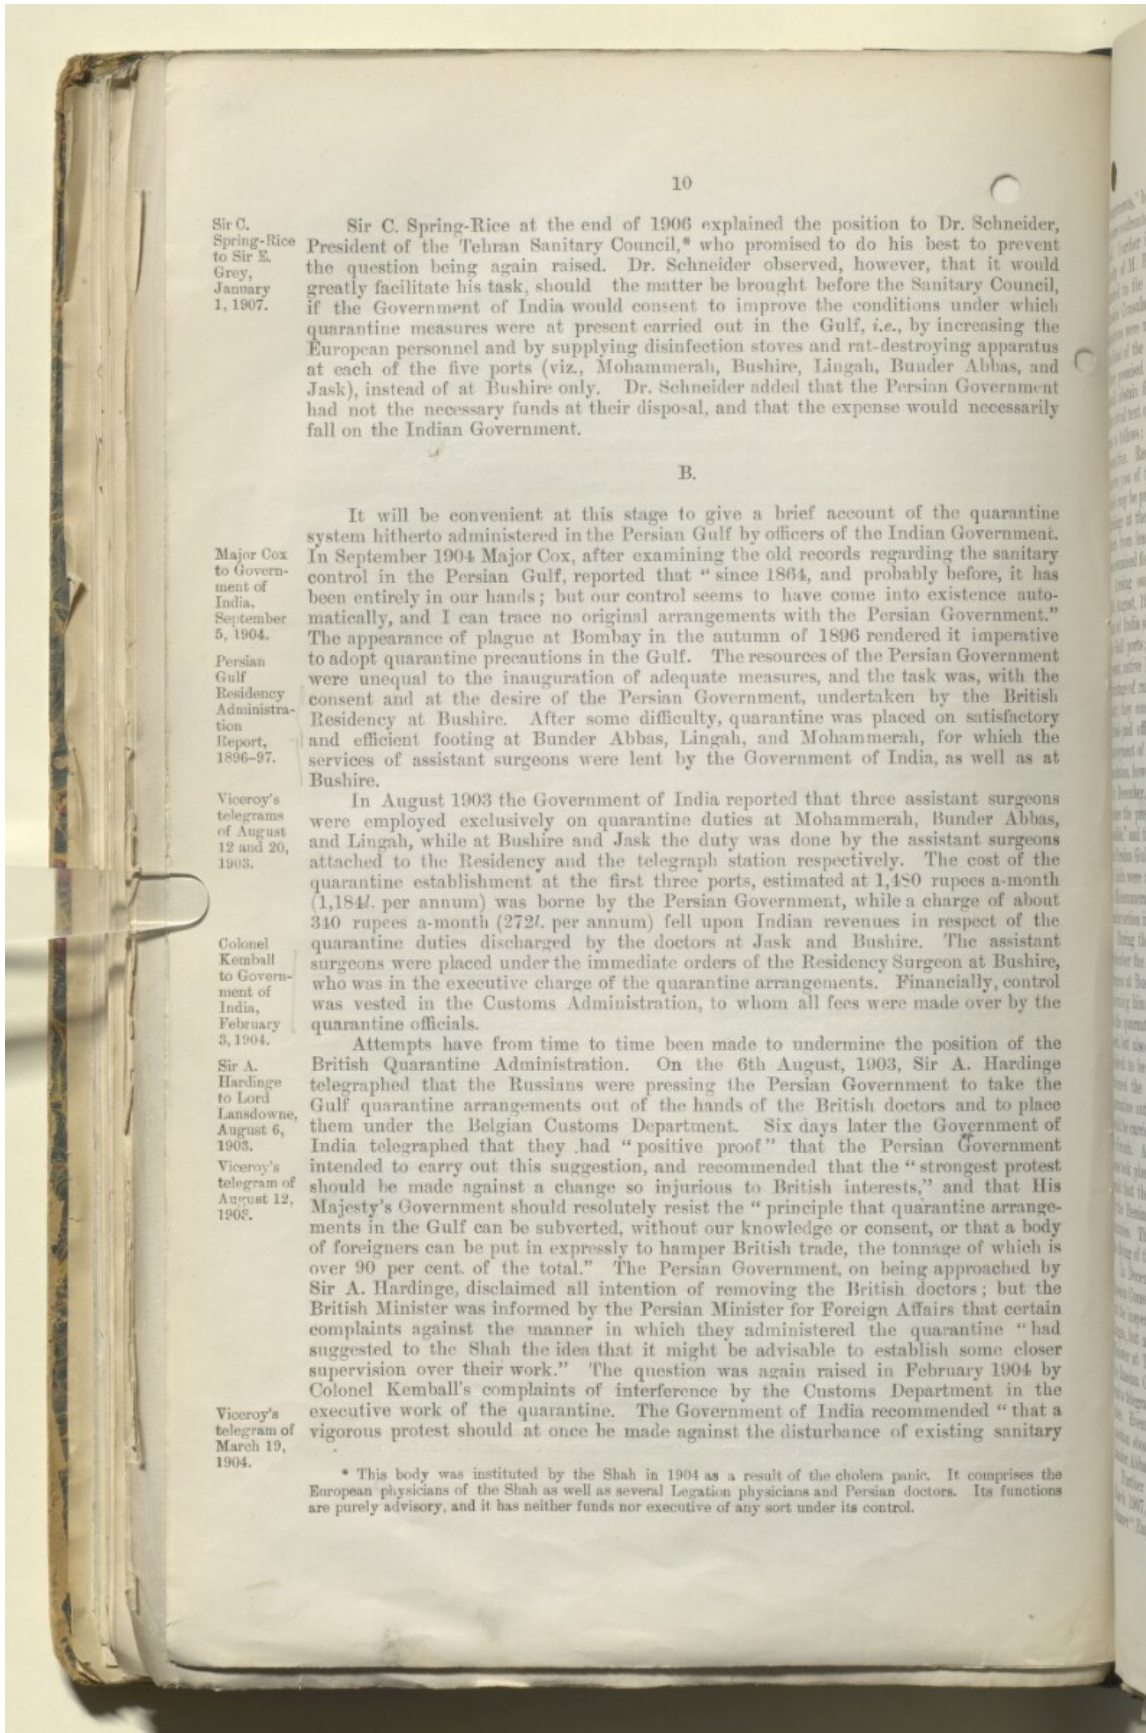 10
Sir C.
Spring-Rice
to Sir E.
Grey,
January
1, 1907.
Sir C. Spring-Rice at the end of 1906 explained the position to Dr. Schneider,
President of the Tehran Sanitary Council,* who promised to do his best to prevent
the question being again raised. Dr. Schneider observed, however, that it would
greatly facilitate his task, should the matter be brought before the Sanitary Council,
if the Government of India would consent to improve the conditions under which
quarantine measures were at present carried out in the Gulf, i.e., by increasing the
European personnel and by supplying disinfection stoves and rat-destroying apparatus
at each of the five ports (viz., Mohammerah, Bushire, Lingah, Bunder Abbas, and
Jask), instead of at Bushire only. Dr. Schneider added that the Persian Government
had not the necessary funds at their disposal, and that the expense would necessarily
fall on the Indian Government.
B.
It will be convenient at this stage to give a brief account of the quarantine
system hitherto administered in the Persian Gulf by officers of the Indian Government.
Major Cox
to Govern-
ment of
India,
September
5, 1904.
In September 1904 Major Cox, after examining the old records regarding the sanitary
control in the Persian Gulf, reported that " since 1864, and probably before, it has
been entirely in our hands ; but our control seems to have come into existence auto-
matically, and I can trace no original arrangements with the Persian Government."
The appearance of plague at Bombay in the autumn of 1896 rendered it imperative
Persian
Gulf
Residency
Administra-
tion
Report,
1896-97.
to adopt quarantine precautions in the Gulf. The resources of the Persian Government
were unequal to the inauguration of adequate measures, and the task was, with the
consent and at the desire of the Persian Government, undertaken by the British
Residency at Bushire. After some difficulty, quarantine was placed on satisfactory
and efficient footing at Bunder Abbas, Lingah, and Mohammerah, for which the
services of assistant surgeons were lent by the Government of India, as well as at
Bushire.
Viceroy's
telegrams
of August
12 and 20,
1903.
In August 1903 the Government of India reported that three assistant surgeons
were employed exclusively on quarantine duties at Mohammerah, Bunder Abbas,
and Lingah, while at Bushire and Jask the duty was done by the assistant surgeons
attached to the Residency and the telegraph station respectively. The cost of the
quarantine establishment at the first three ports, estimated at 1,480 rupees a-month
(1,184l. per annum) was borne by the Persian Government, while a charge of about
340 rupees a-month (272l. per annum) fell upon Indian revenues in respect of the
Colonel
Kemball
to Govern-
ment of
India,
February
3, 1904.
quarantine duties discharged by the doctors at Jask and Bushire. The assistant
surgeons were placed under the immediate orders of the Residency Surgeon at Bushire,
who was in the executive charge of the quarantine arrangements. Financially, control
was vested in the Customs Administration, to whom all fees were made over by the
quarantine officials.
Attempts have from time to time been made to undermine the position of the
Sir A.
Hardinge
to Lord
Lansdowne,
August 6,
1903.
British Quarantine Administration. On the 6th August, 1903, Sir A. Hardinge
telegraphed that the Russians were pressing the Persian Government to take the
Gulf quarantine arrangements out of the hands of the British doctors and to place
them under the Belgian Customs Department. Six days later the Government of
India telegraphed that they had " positive proof " that the Persian Government
Viceroy's
telegram of
August 12,
1903.
intended to carry out this suggestion, and recommended that the " strongest protest
should be made against a change so injurious to British interests," and that His
Majesty's Government should resolutely resist the " principle that quarantine arrange-
ments in the Gulf can be subverted, without our knowledge or consent, or that a body
of foreigners can be put in expressly to hamper British trade, the tonnage of which is
over 90 per cent. of the total." The Persian Government, on being approached by
Sir A. Hardinge, disclaimed all intention of removing the British doctors ; but the
British Minister was informed by the Persian Minister for Foreign Affairs that certain
complaints against the manner in which they administered the quarantine " had
suggested to the Shah the idea that it might be advisable to establish some closer
supervision over their work." The question was again raised in February 1904 by
Colonel Kemball's complaints of interference by the Customs Department in the
Viceroy's
telegram of
March 19,
1904.
executive work of the quarantine. The Government of India recommended " that a
vigorous protest should at once be made against the disturbance of existing sanitary
* This body was instituted by the Shah in 1904 as a result of the cholera panic. It comprises the
European physicians of the Shah as well as several Legation physicians and Persian doctors. Its functions
are purely advisory, and it has neither funds nor executive of any sort under its control.